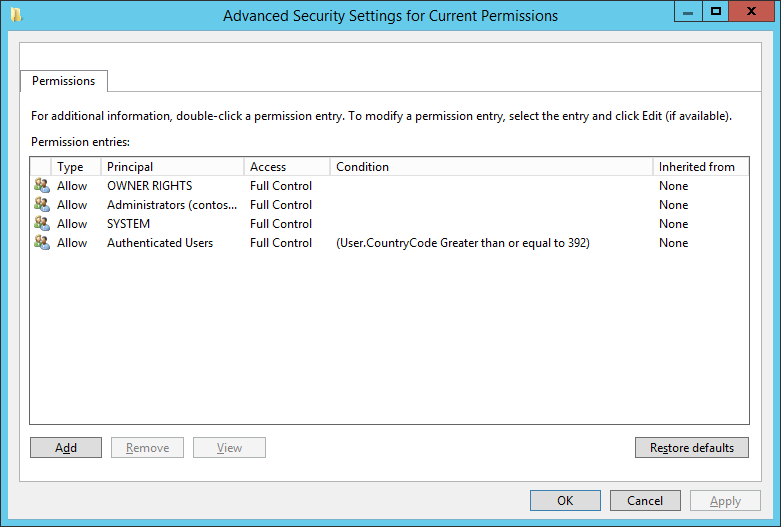 Advanced Security Settings for Current Permissions
Permissions
For additional information, double-click a permission entry. To modify a permission entry, select the entry and click Edit (if available).
Permission entries:
Type Principal Access Condition Inherited from
Allow OWNER RIGHTS Full Control None
Allow Administrators (contos... Full Control None
Allow SYSTEM Full Control None
Allow Authenticated Users Full Control (User.CountryCode Greater than or equal to 392) None
Add Remove View Restore defaults
OK Cancel Apply